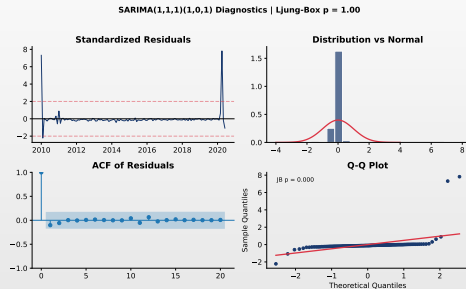 SARIMA(1,1,1)(1,0,1) Diagnostics | Ljung-Box p = 1.00
Standardized Residuals
8
6
4
2
0
−2
2010 2012 2014 2016 2018 2020
Distribution vs Normal
1.5
1.0
0.5
0.0
−4 −2 0 2 4 6 8
ACF of Residuals
1.0
0.5
0.0
−0.5
−1.0
0 5 10 15 20
Q-Q Plot
JB p = 0.000
Sample Quantiles
8
6
4
2
0
−2
−2 −1 0 1 2
Theoretical Quantiles